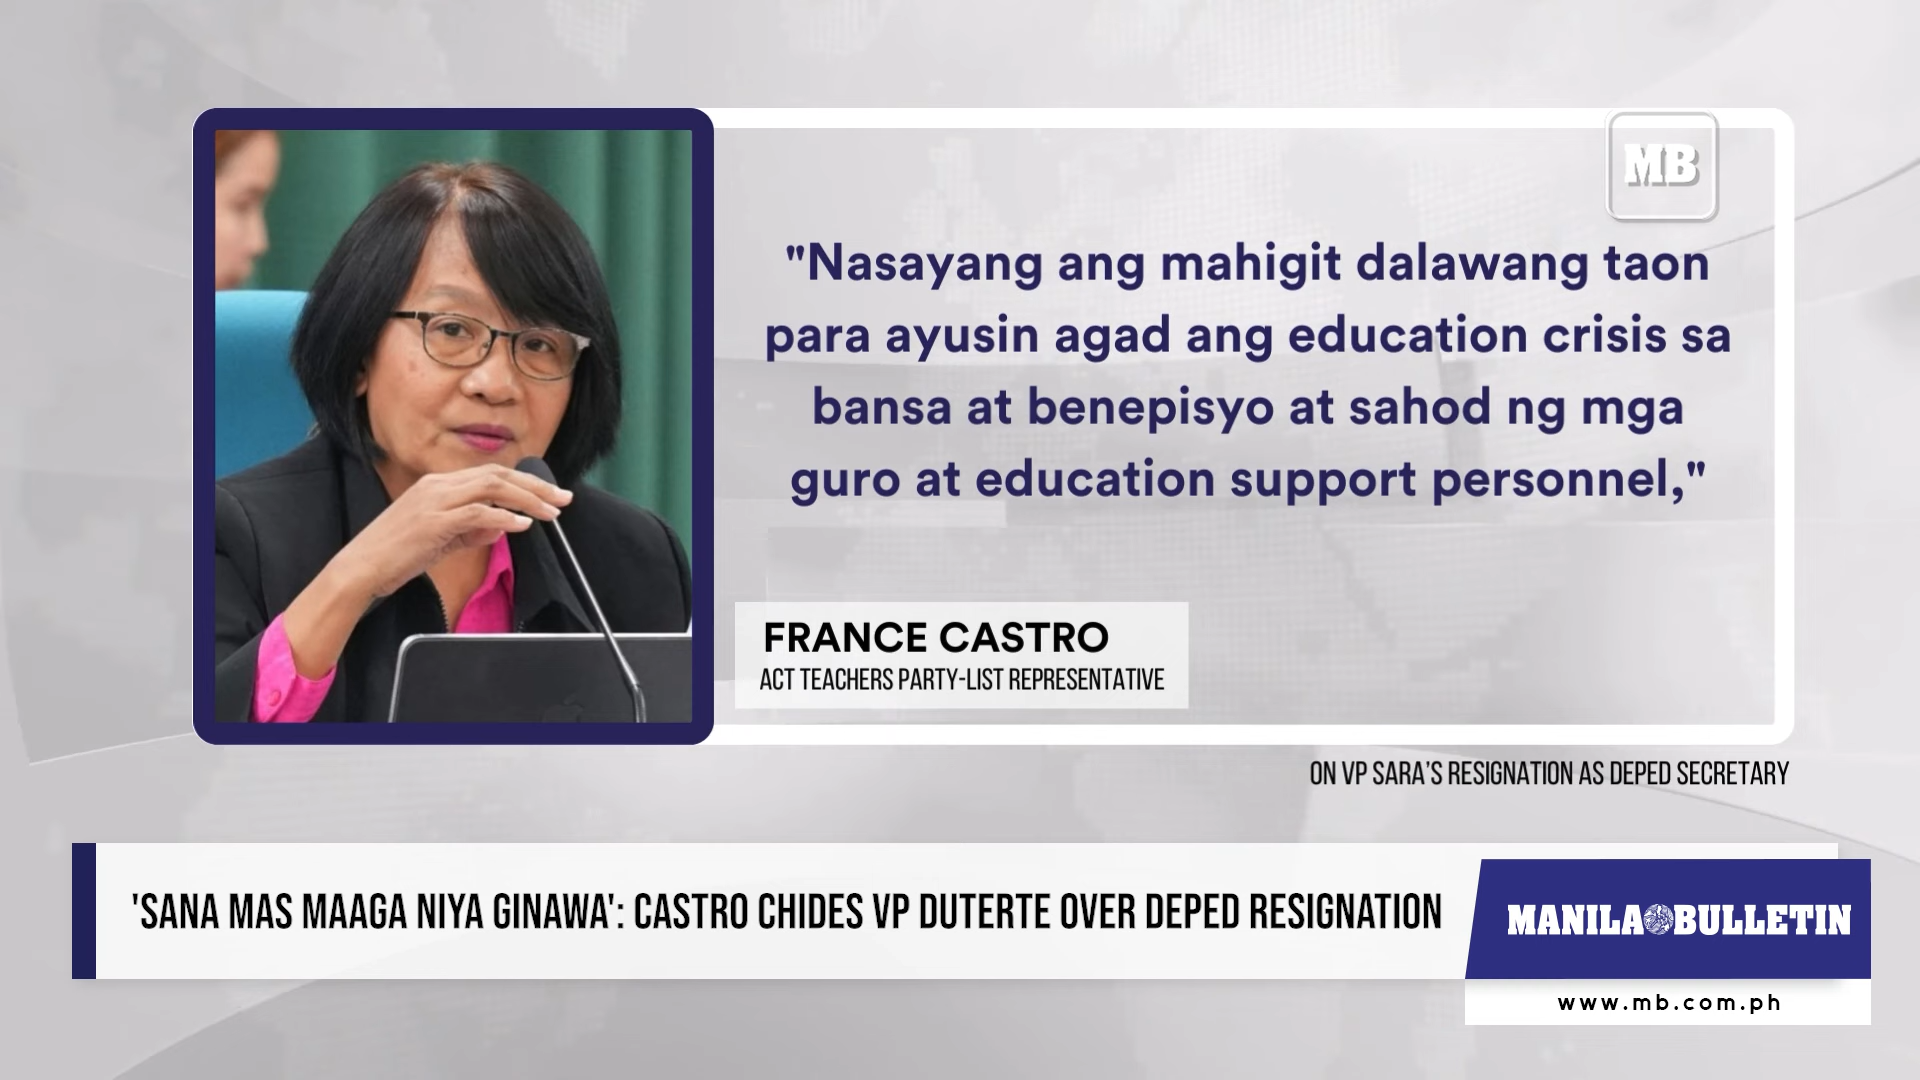 MB
"Nasayang ang mahigit dalawang taon
para ayusin agad ang education crisis sa
bansa at benepisyo at sahod ng mga
guro at education support personnel,"
FRANCE CASTRO
ACT TEACHERS PARTY-LIST REPRESENTATIVE
ON VP SARA'S RESIGNATION AS DEPED SECRETARY
'SANA MAS MAAGA NIYA GINAWA': CASTRO CHIDES VP DUTERTE OVER DEPED RESIGNATION
MANILA BULLETIN
www.mb.com.ph